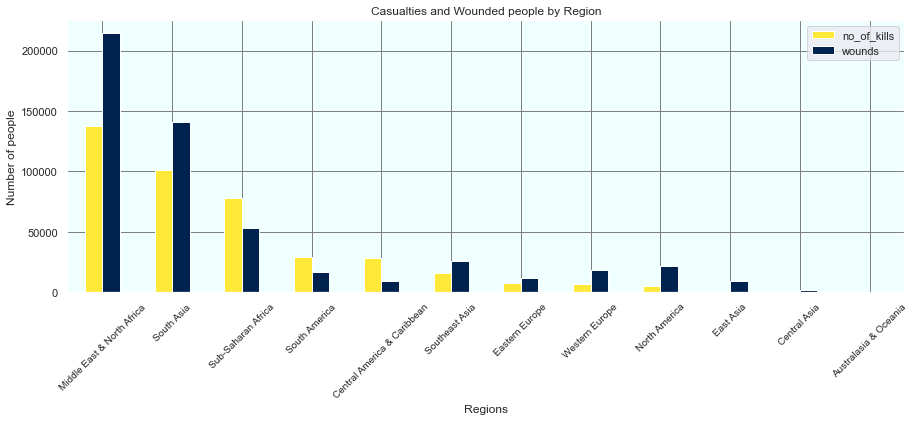 Casualties and Wounded people by Region
no_of_kills
wounds
Number of people
200000
150000
100000
50000
0
Middle East & North Africa
South Asia
Sub-Saharan Africa
South America
Central America & Caribbean
Southeast Asia
Eastern Europe
Western Europe
North America
East Asia
Central Asia
Australasia & Oceania
Regions